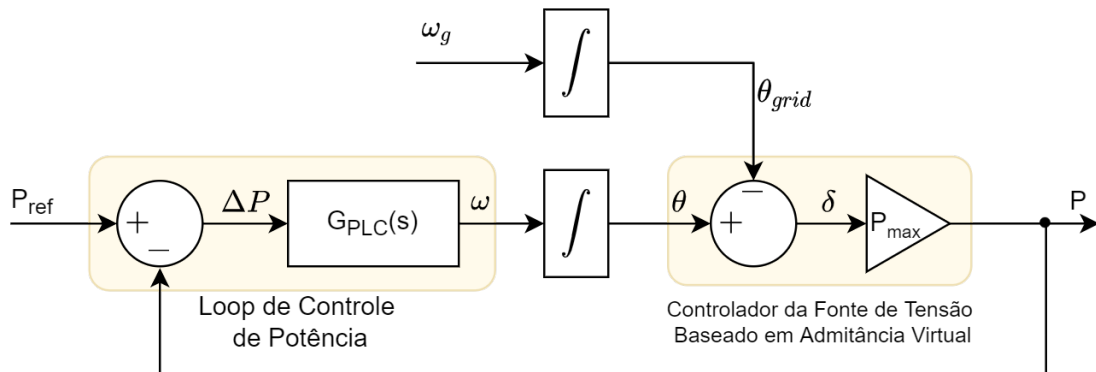 ω_g
∫
θ_grid
P_ref
+
−
ΔP
G_PLC(s)
ω
∫
θ
+
−
δ
P_max
P
Loop de Controle
de Potência
Controlador da Fonte de Tensão
Baseado em Admitância Virtual